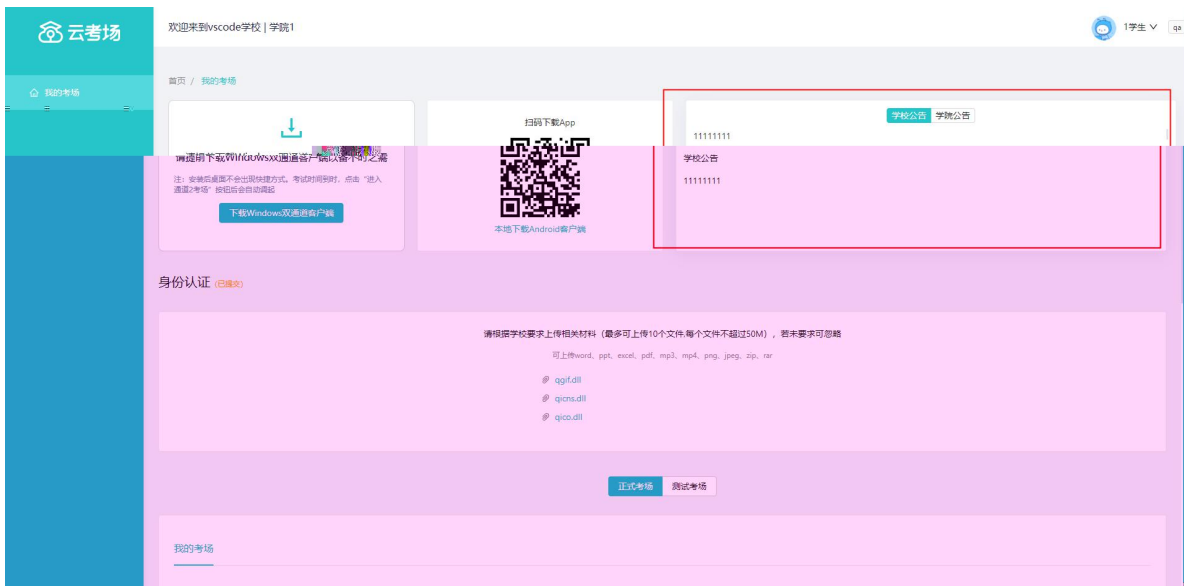 云考场
欢迎来到vscode学校 | 学院1
1学生
qa
首页 / 我的考场
我的考场
扫码下载App
学校公告 学院公告
11111111
学校公告
11111111
注：安装后桌面不会出现快捷方式。考试时间到时，点击“进入
通道2考场”按钮后会自动调起
下载Windows双通道客户端
本地下载Android客户端
身份认证 (已提交)
请根据学校要求上传相关材料（最多可上传10个文件,每个文件不超过50M），若未要求可忽略
可上传word、ppt、excel、pdf、mp3、mp4、png、jpeg、zip、rar
qgif.dll
qicns.dll
qico.dll
正式考场 测试考场
我的考场